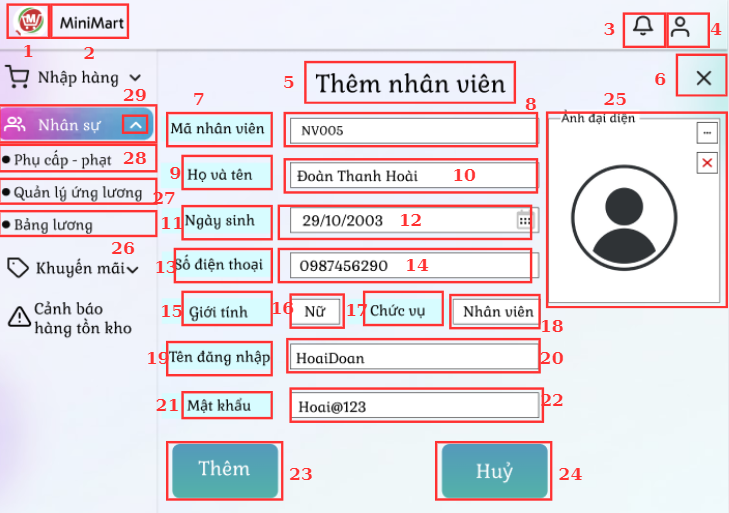 MiniMart
3
4
1
2
Nhập hàng
29
Nhân sự
28
Phụ cấp - phạt
Quản lý ứng lương
27
Bảng lương
26
Khuyến mãi
Cảnh báo
hàng tồn kho
5
Thêm nhân viên
6
7
8
25
Mã nhân viên
NV005
Ảnh đại diện
...
9
Họ và tên
Đoàn Thanh Hoài
10
11
Ngày sinh
29/10/2003
12
13
Số điện thoại
0987456290
14
15
Giới tính
16
Nữ
17
Chức vụ
Nhân viên
18
19
Tên đăng nhập
HoaiDoan
20
21
Mật khẩu
Hoai@123
22
Thêm
23
Huỷ
24